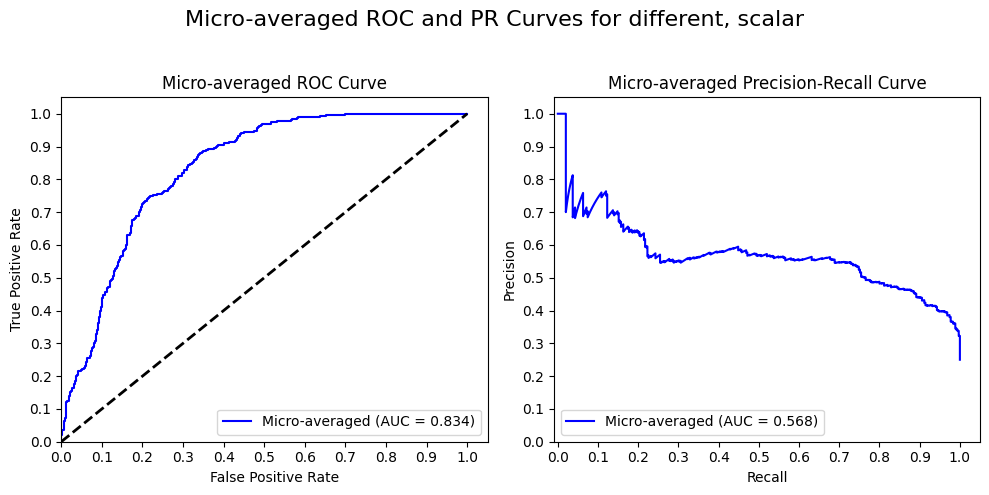 Micro-averaged ROC and PR Curves for different, scalar
Micro-averaged ROC Curve
True Positive Rate
1.0
0.9
0.8
0.7
0.6
0.5
0.4
0.3
0.2
0.1
0.0
Micro-averaged (AUC = 0.834)
0.0 0.1 0.2 0.3 0.4 0.5 0.6 0.7 0.8 0.9 1.0
False Positive Rate
Micro-averaged Precision-Recall Curve
Precision
1.0
0.9
0.8
0.7
0.6
0.5
0.4
0.3
0.2
0.1
0.0
Micro-averaged (AUC = 0.568)
0.0 0.1 0.2 0.3 0.4 0.5 0.6 0.7 0.8 0.9 1.0
Recall